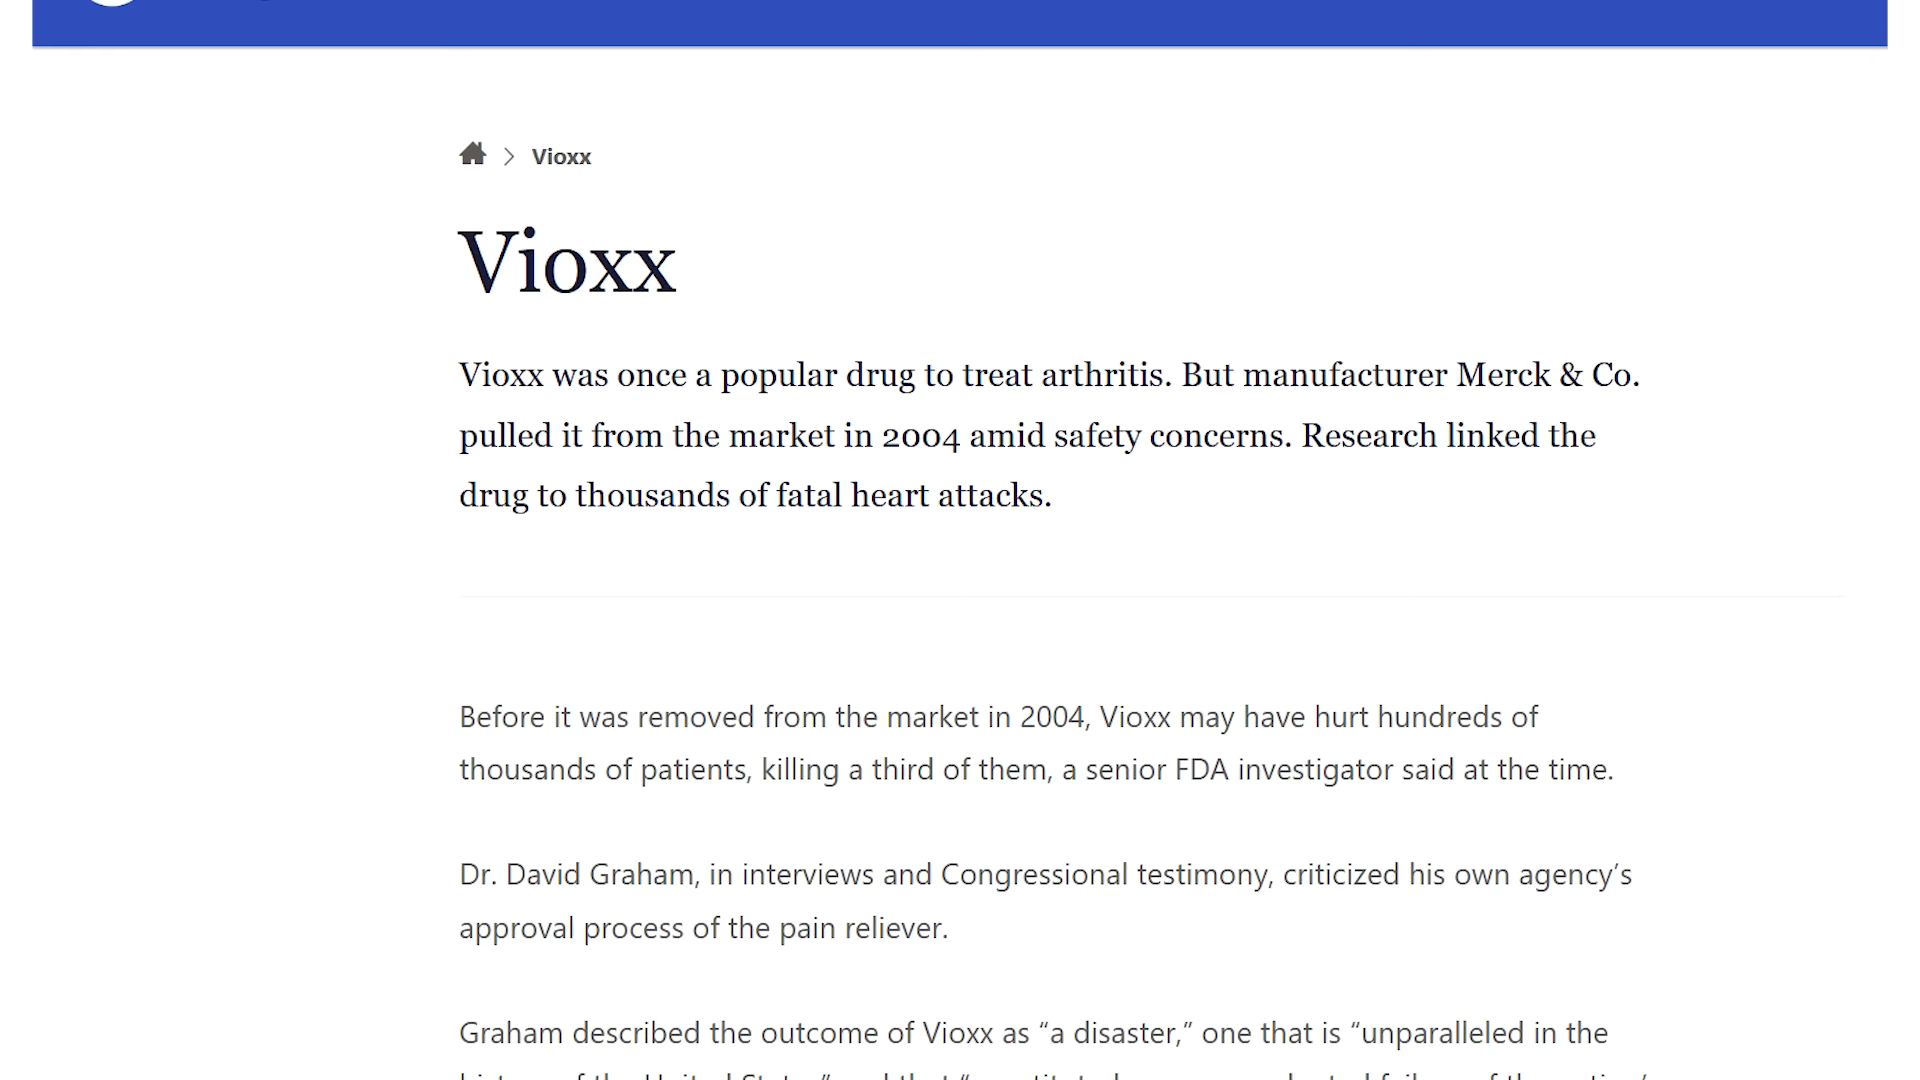 Vioxx
Vioxx
Vioxx was once a popular drug to treat arthritis. But manufacturer Merck & Co.
pulled it from the market in 2004 amid safety concerns. Research linked the
drug to thousands of fatal heart attacks.
Before it was removed from the market in 2004, Vioxx may have hurt hundreds of
thousands of patients, killing a third of them, a senior FDA investigator said at the time.
Dr. David Graham, in interviews and Congressional testimony, criticized his own agency’s
approval process of the pain reliever.
Graham described the outcome of Vioxx as “a disaster,” one that is “unparalleled in the